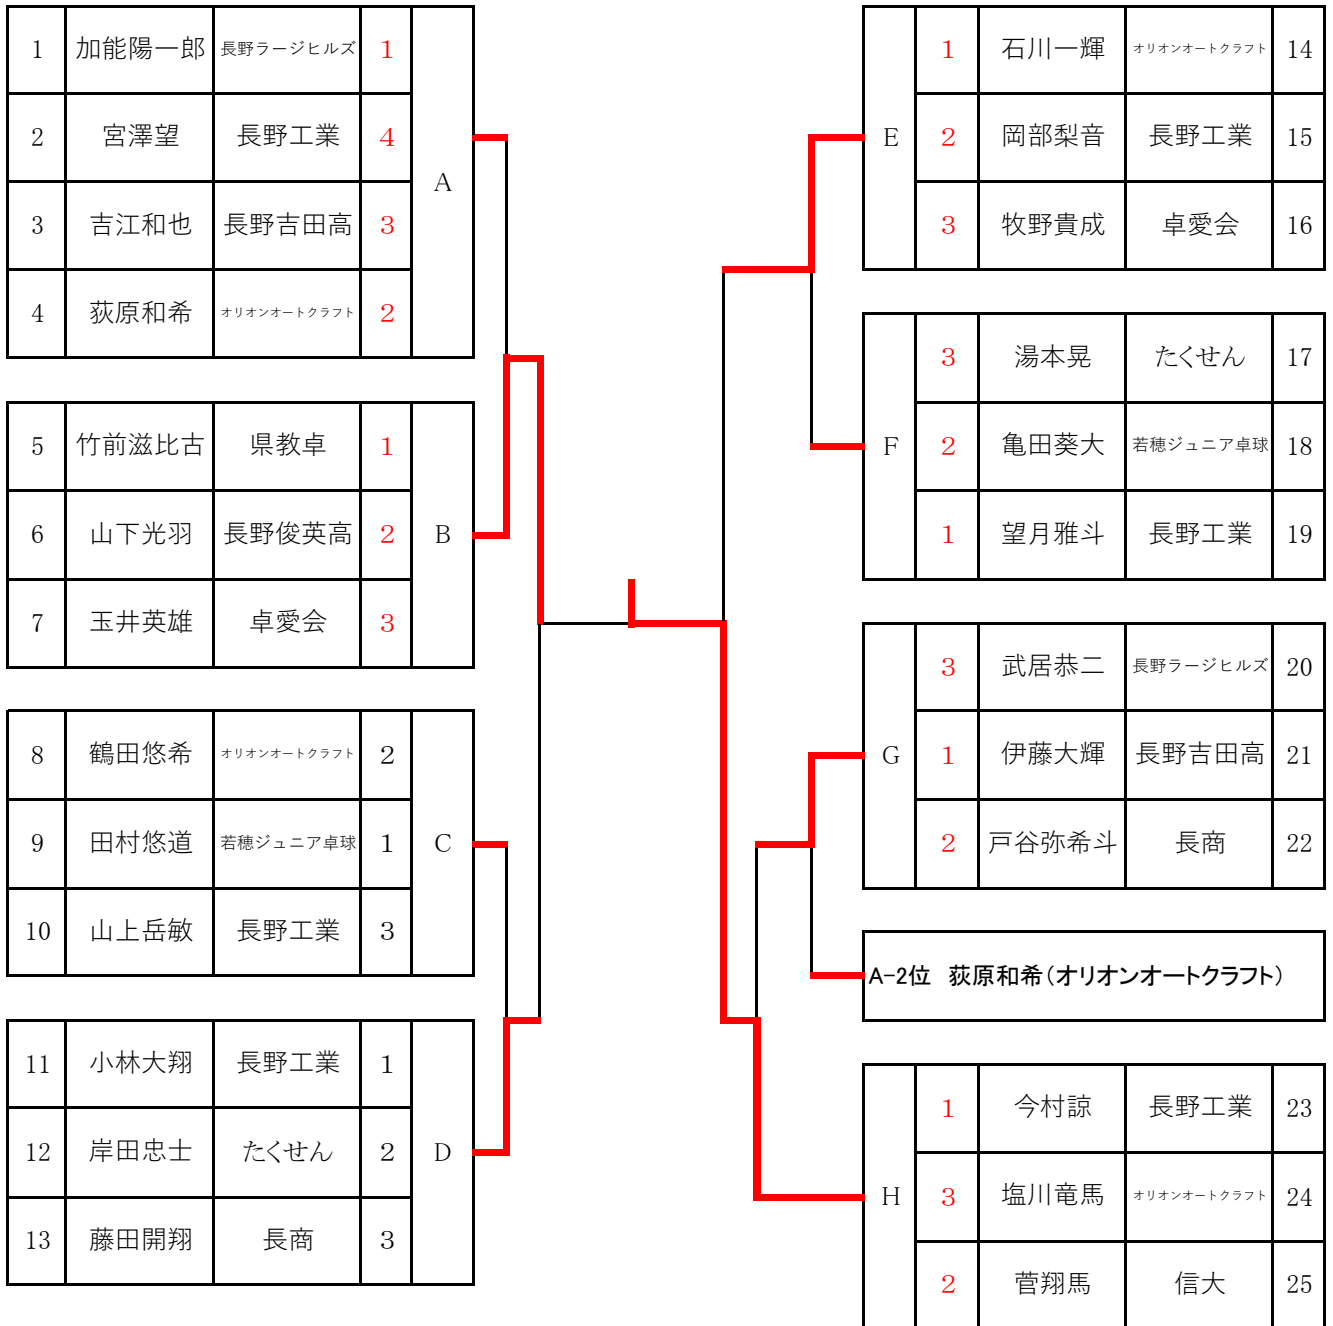 1 加能陽一郎 長野ラージヒルズ 1
2 宮澤望 長野工業 4
A
3 吉江和也 長野吉田高 3
4 荻原和希 オリオンオートクラフト 2
5 竹前滋比古 県教卓 1
6 山下光羽 長野俊英高 2 B
7 玉井英雄 卓愛会 3
8 鶴田悠希 オリオンオートクラフト 2
9 田村悠道 若穂ジュニア卓球 1 C
10 山上岳敏 長野工業 3
11 小林大翔 長野工業 1
12 岸田忠士 たくせん 2 D
13 藤田開翔 長商 3
1 石川一輝 オリオンオートクラフト 14
E 2 岡部梨音 長野工業 15
3 牧野貴成 卓愛会 16
3 湯本晃 たくせん 17
F 2 亀田葵大 若穂ジュニア卓球 18
1 望月雅斗 長野工業 19
3 武居恭二 長野ラージヒルズ 20
G 1 伊藤大輝 長野吉田高 21
2 戸谷弥希斗 長商 22
A-2位 荻原和希(オリオンオートクラフト)
1 今村諒 長野工業 23
H 3 塩川竜馬 オリオンオートクラフト 24
2 菅翔馬 信大 25